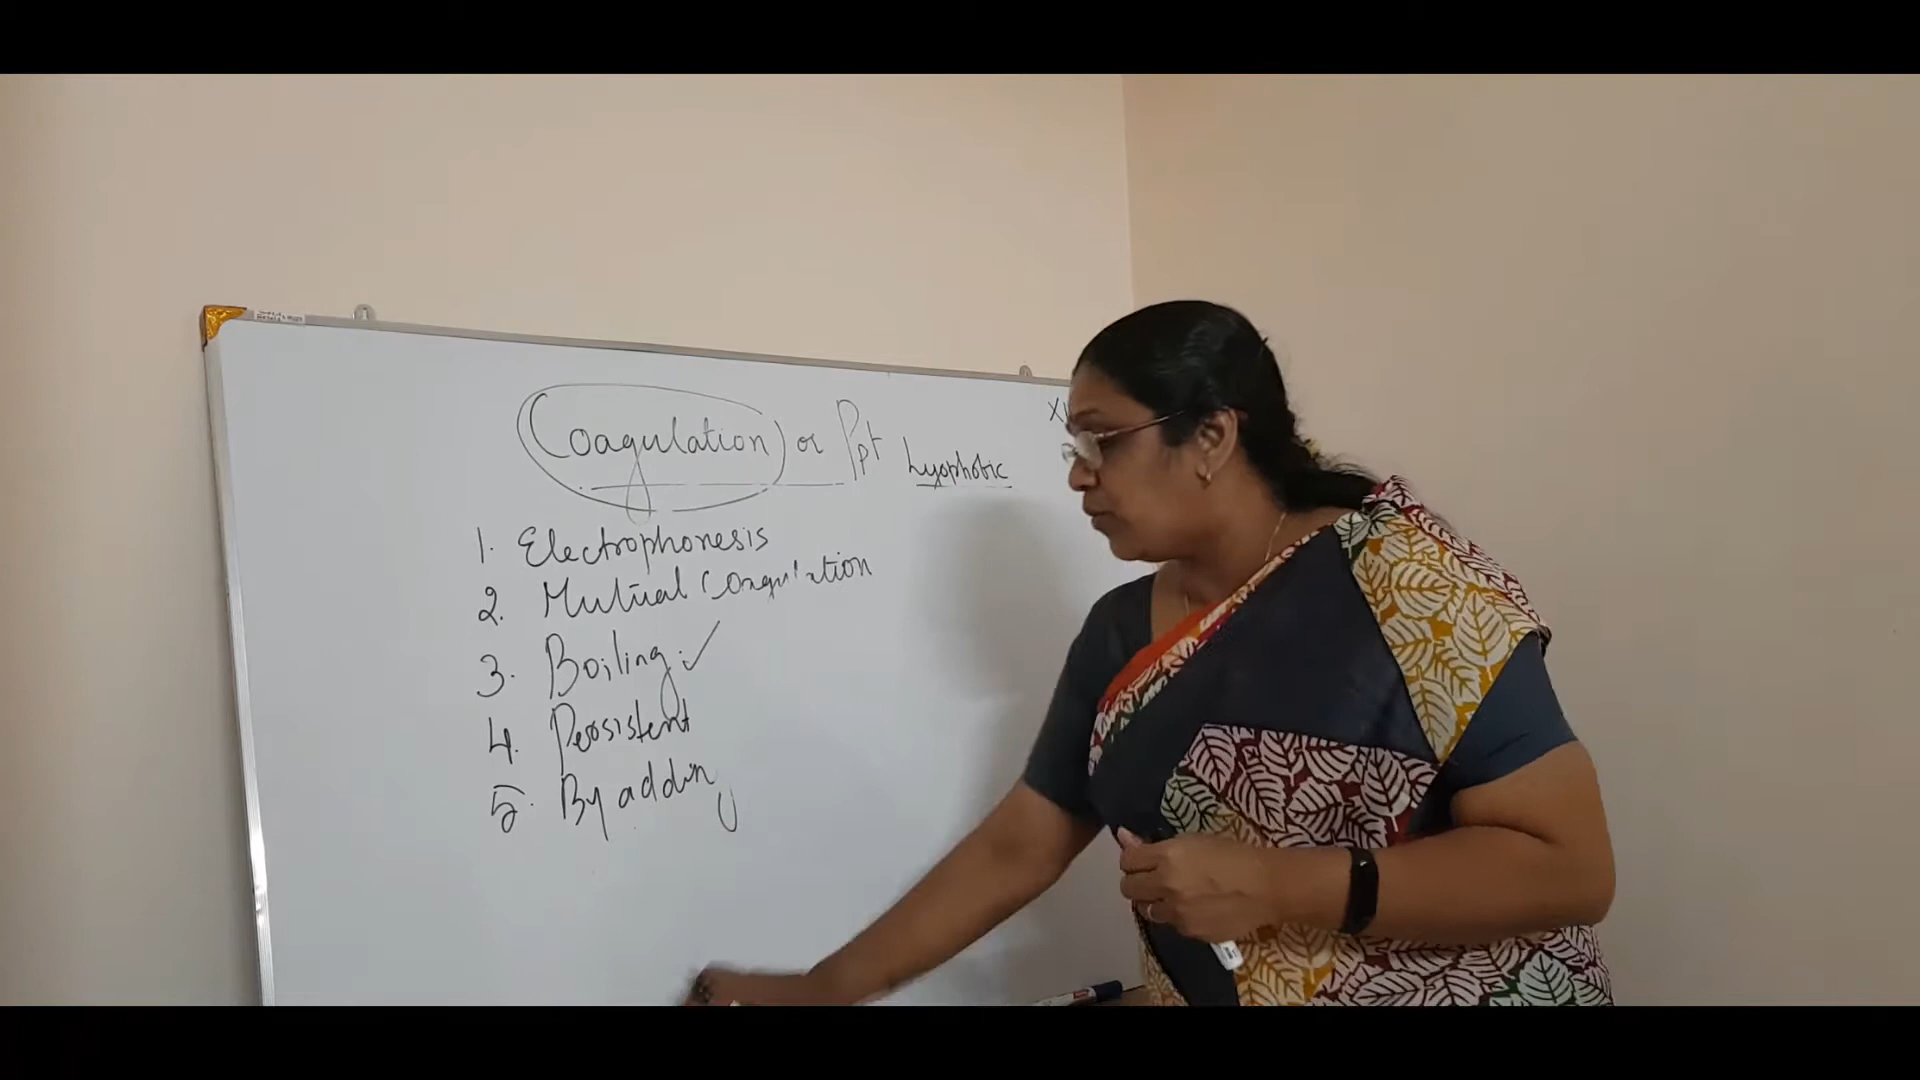 Coagulation or Ppt Lyophobic
1. Electrophoresis
2. Mutual Coagulation
3. Boiling ✓
4. Persistent
5. By adding